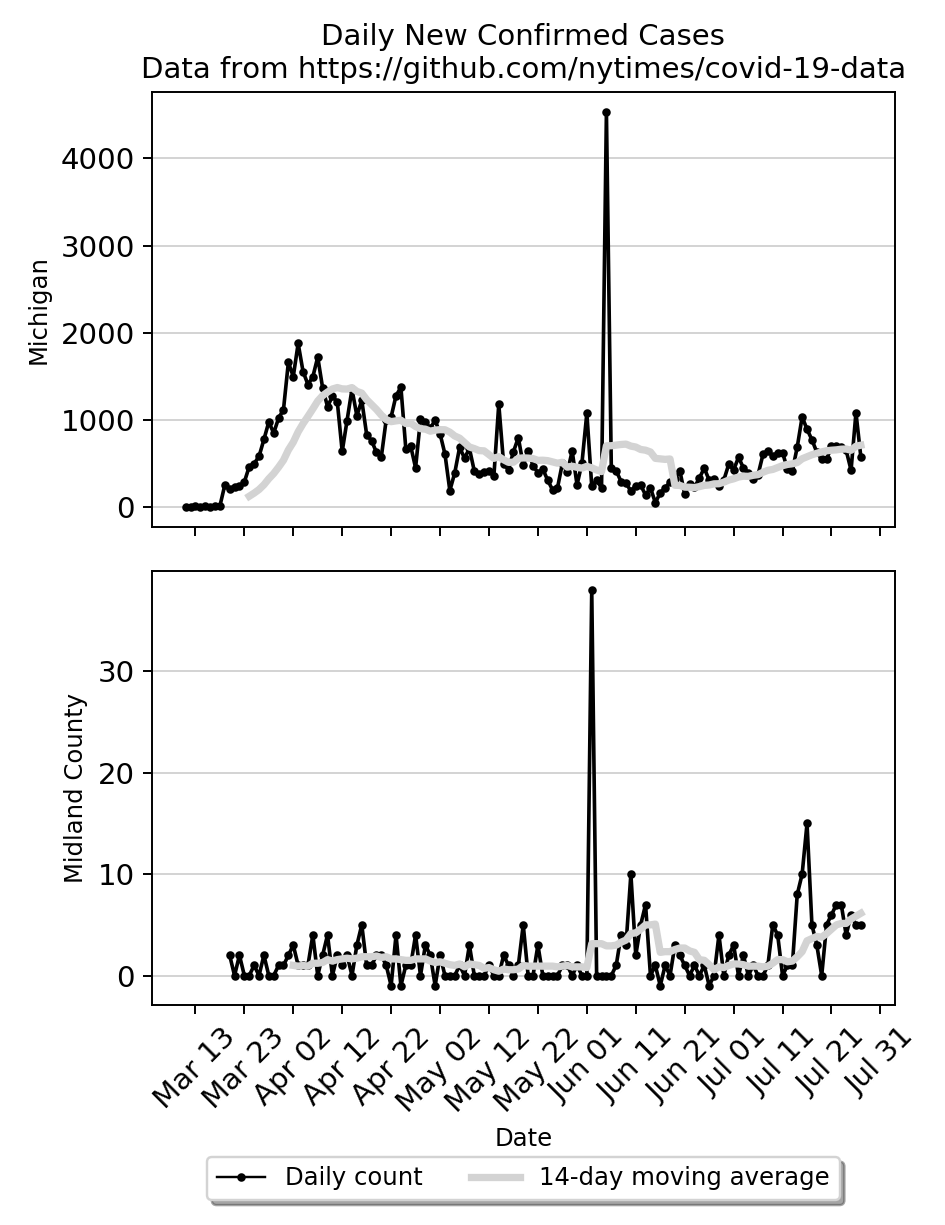 Daily New Confirmed Cases
Data from https://github.com/nytimes/covid-19-data
4000
3000
2000
1000
0
Michigan
30
20
10
0
Midland County
Mar 13
Mar 23
Apr 02
Apr 12
Apr 22
May 02
May 12
May 22
Jun 01
Jun 11
Jun 21
Jul 01
Jul 11
Jul 21
Jul 31
Date
Daily count
14-day moving average